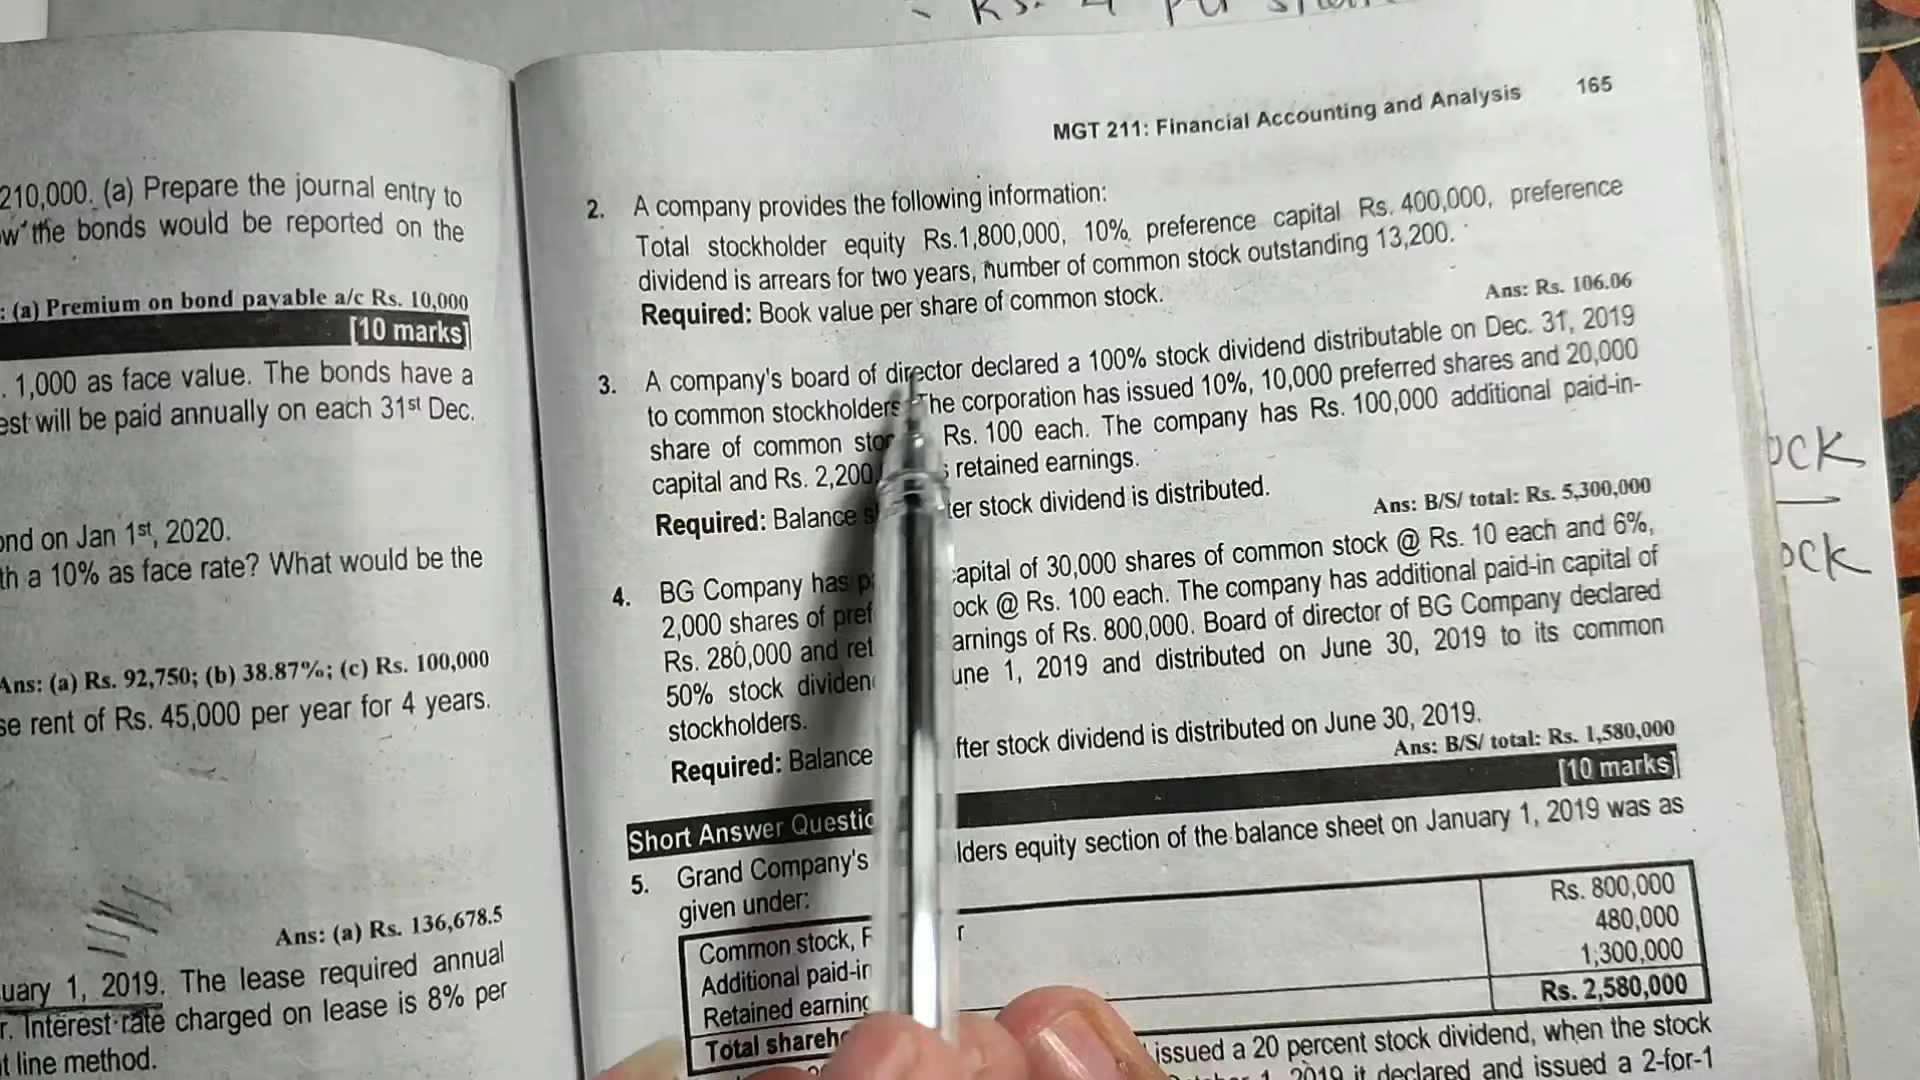 210,000. (a) Prepare the journal entry to
the bonds would be reported on the
: (a) Premium on bond payable a/c Rs. 10,000
[10 marks]
. 1,000 as face value. The bonds have a
est will be paid annually on each 31st Dec.
ond on Jan 1st, 2020.
th a 10% as face rate? What would be the
Ans: (a) Rs. 92,750; (b) 38.87%; (c) Rs. 100,000
se rent of Rs. 45,000 per year for 4 years.
Ans: (a) Rs. 136,678.5
uary 1, 2019. The lease required annual
r. Interest rate charged on lease is 8% per
t line method.
MGT 211: Financial Accounting and Analysis 165
2. A company provides the following information:
Total stockholder equity Rs.1,800,000, 10%, preference capital Rs. 400,000, preference
dividend is arrears for two years, number of common stock outstanding 13,200.
Required: Book value per share of common stock.
Ans: Rs. 106.06
3. A company's board of director declared a 100% stock dividend distributable on Dec. 31, 2019
to common stockholders. The corporation has issued 10%, 10,000 preferred shares and 20,000
share of common Rs. 100 each. The company has Rs. 100,000 additional paid-in-
capital and Rs. 2,200, retained earnings.
Required: Balance stock dividend is distributed.
Ans: B/S/ total: Rs. 5,300,000
4. BG Company has capital of 30,000 shares of common stock @ Rs. 10 each and 6%,
2,000 shares of ock @ Rs. 100 each. The company has additional paid-in capital of
Rs. 280,000 and arnings of Rs. 800,000. Board of director of BG Company declared
50% stock une 1, 2019 and distributed on June 30, 2019 to its common
stockholders.
Required: Balance fter stock dividend is distributed on June 30, 2019.
Ans: B/S/ total: Rs. 1,580,000
Short Answer [10 marks]
5. Grand Company's lders equity section of the balance sheet on January 1, 2019 was as
given under:
Common stock, Rs. 800,000
Additional 480,000
Retained 1,300,000
Total Rs. 2,580,000
issued a 20 percent stock dividend, when the stock
1, 2019 it declared and issued a 2-for-1
ock
ock